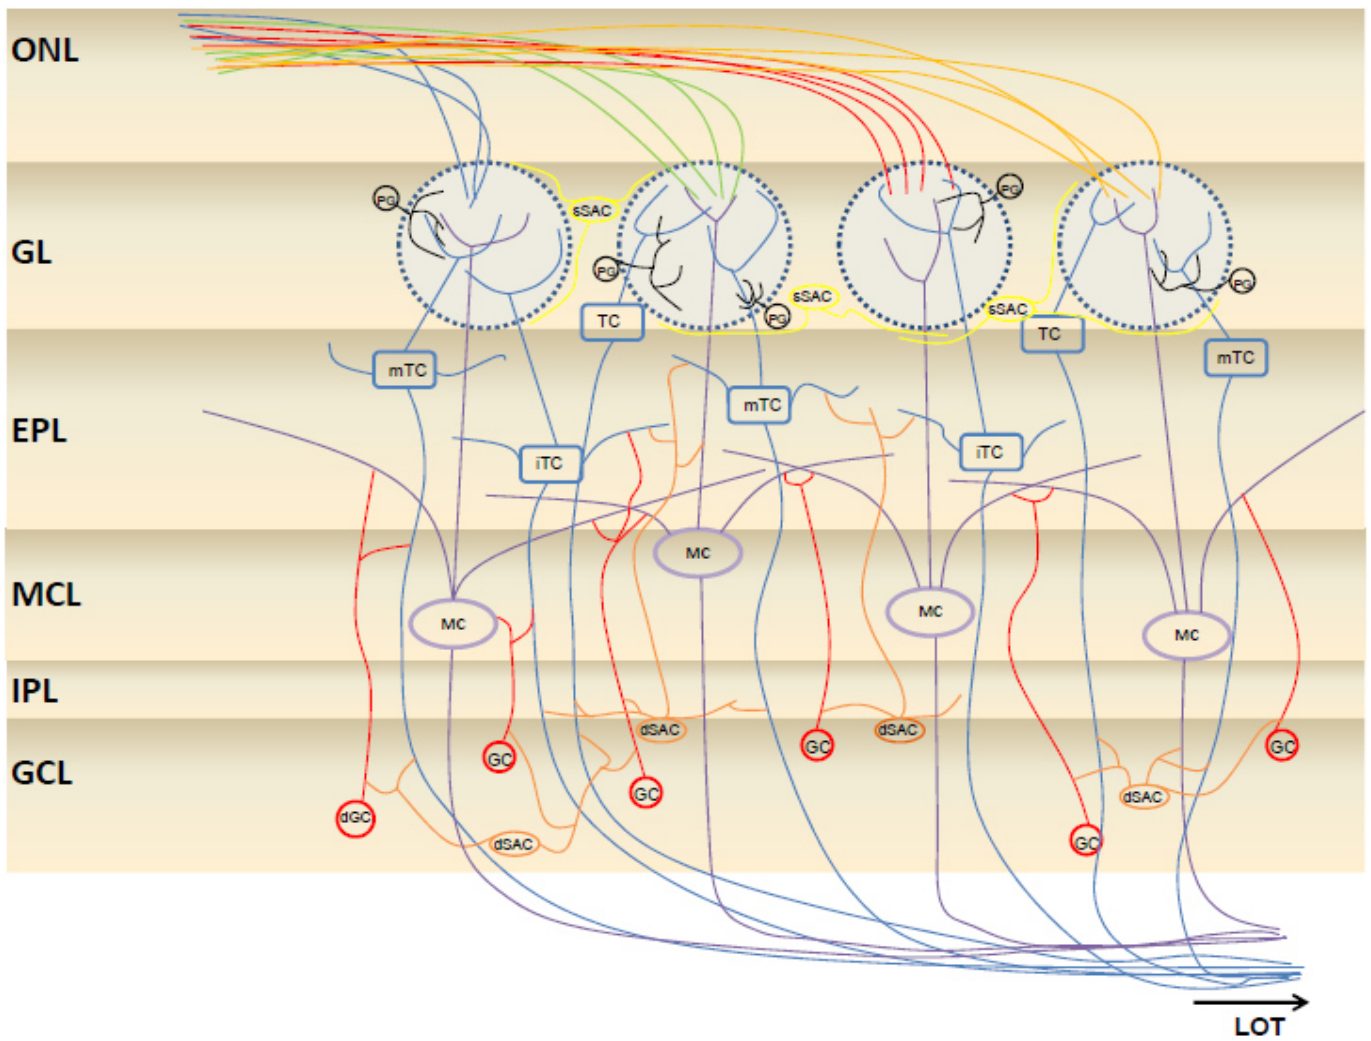 ONL
GL
PG
sSAC
PG
PG
sSAC
PG
sSAC
PG
TC
TC
EPL
mTC
mTC
mTC
iTC
iTC
MCL
MC
MC
MC
MC
IPL
GCL
dSAC
dSAC
GC
GC
GC
GC
dSAC
GC
dGC
dSAC
GC
LOT